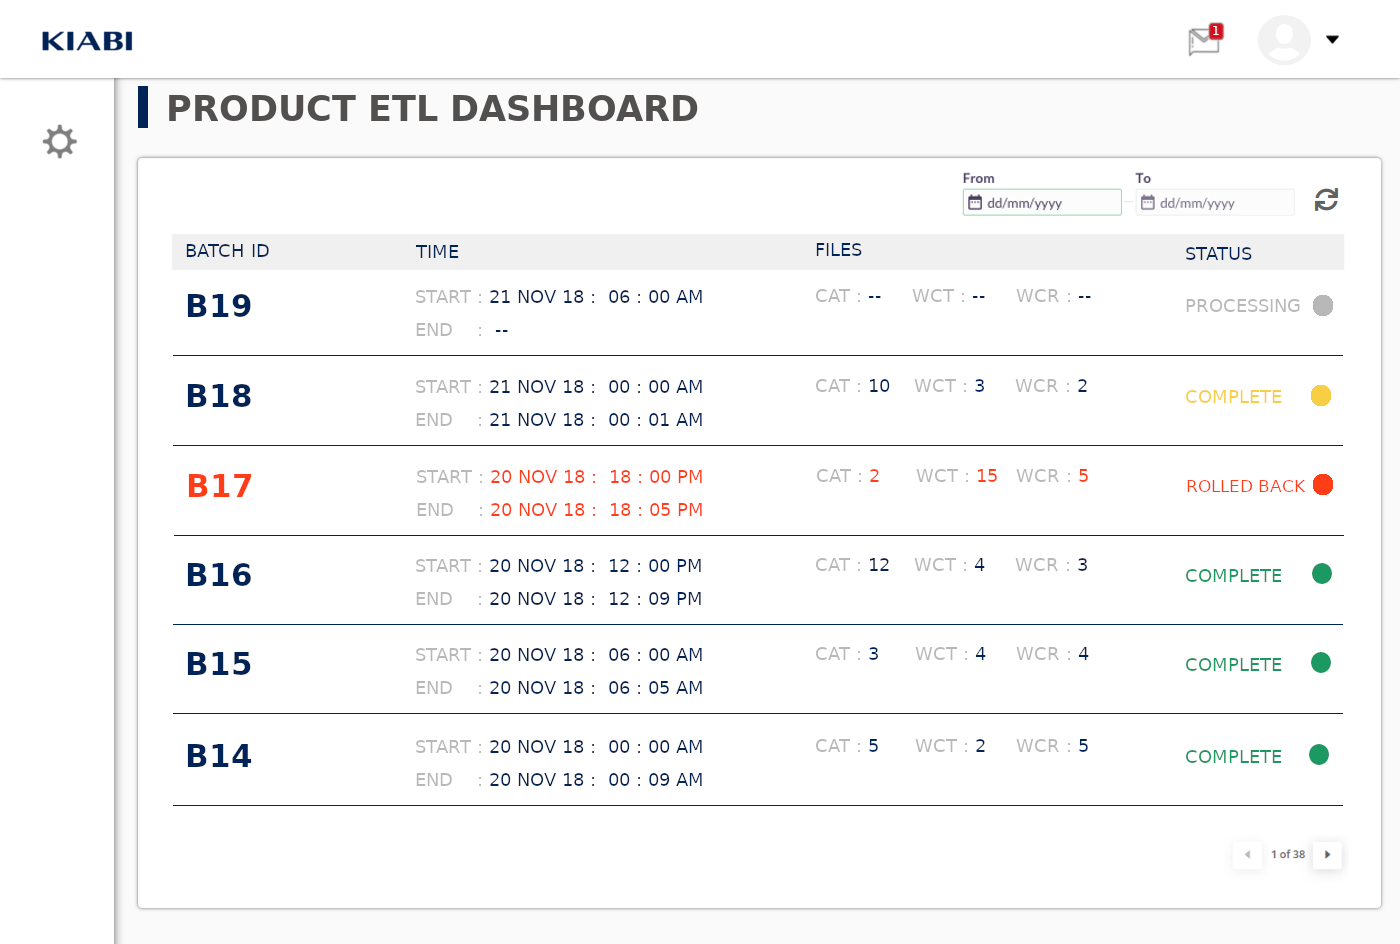 KIABI
1
PRODUCT ETL DASHBOARD
From To
dd/mm/yyyy dd/mm/yyyy
BATCH ID TIME FILES STATUS
B19 START : 21 NOV 18 : 06 : 00 AM CAT : -- WCT : -- WCR : -- PROCESSING
END : --
B18 START : 21 NOV 18 : 00 : 00 AM CAT : 10 WCT : 3 WCR : 2 COMPLETE
END : 21 NOV 18 : 00 : 01 AM
B17 START : 20 NOV 18 : 18 : 00 PM CAT : 2 WCT : 15 WCR : 5 ROLLED BACK
END : 20 NOV 18 : 18 : 05 PM
B16 START : 20 NOV 18 : 12 : 00 PM CAT : 12 WCT : 4 WCR : 3 COMPLETE
END : 20 NOV 18 : 12 : 09 PM
B15 START : 20 NOV 18 : 06 : 00 AM CAT : 3 WCT : 4 WCR : 4 COMPLETE
END : 20 NOV 18 : 06 : 05 AM
B14 START : 20 NOV 18 : 00 : 00 AM CAT : 5 WCT : 2 WCR : 5 COMPLETE
END : 20 NOV 18 : 00 : 09 AM
1 of 38